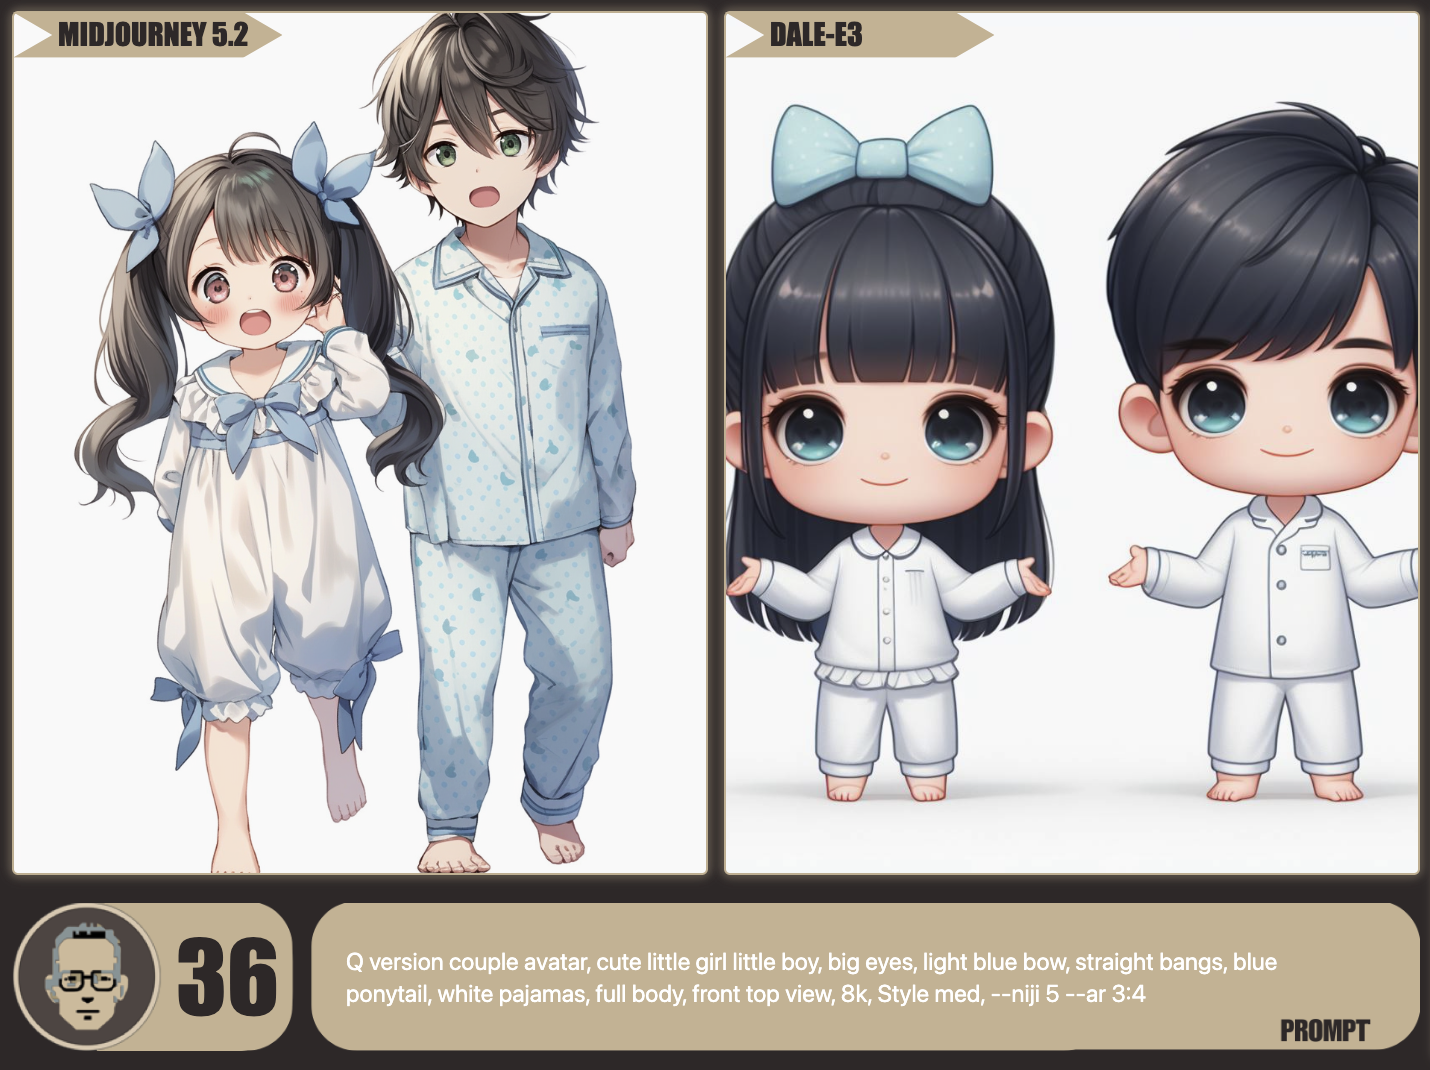 MIDJOURNEY 5.2
DALE-E3
36
Q version couple avatar, cute little girl little boy, big eyes, light blue bow, straight bangs, blue
ponytail, white pajamas, full body, front top view, 8k, Style med, --niji 5 --ar 3:4
PROMPT